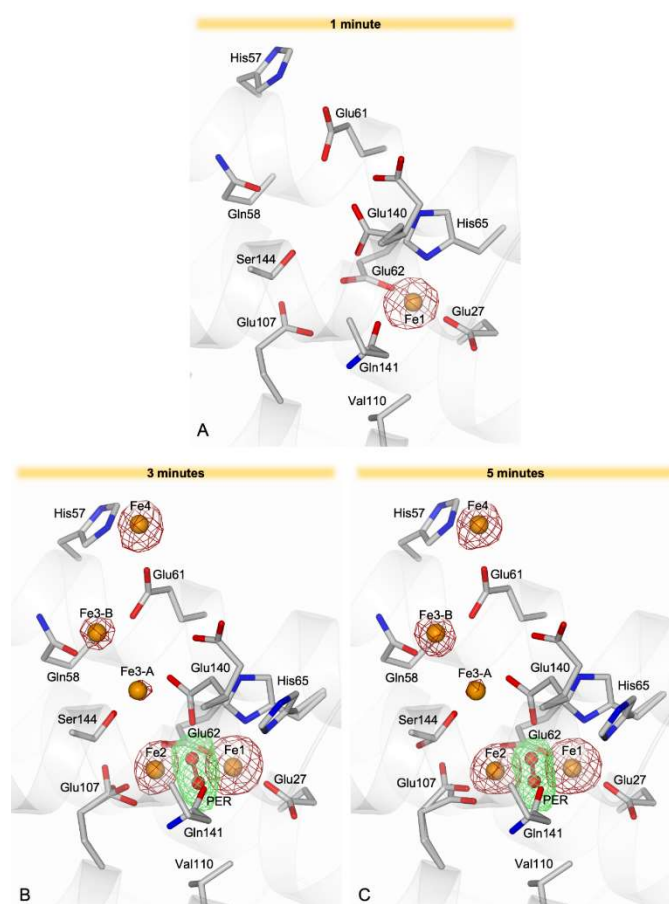 1 minute
His57
Glu61
Gln58
Glu140
His65
Ser144
Glu62
Glu107
Fe1
Glu27
Gln141
Val110
A
3 minutes
His57
Fe4
Glu61
Fe3-B
Gln58
Fe3-A
Glu140
His65
Ser144
Glu62
Fe2
Fe1
Glu107
Glu27
PER
Gln141
Val110
B
5 minutes
His57
Fe4
Glu61
Fe3-B
Gln58
Fe3-A
Glu140
His65
Ser144
Glu62
Fe2
Fe1
Glu107
Glu27
PER
Gln141
Val110
C